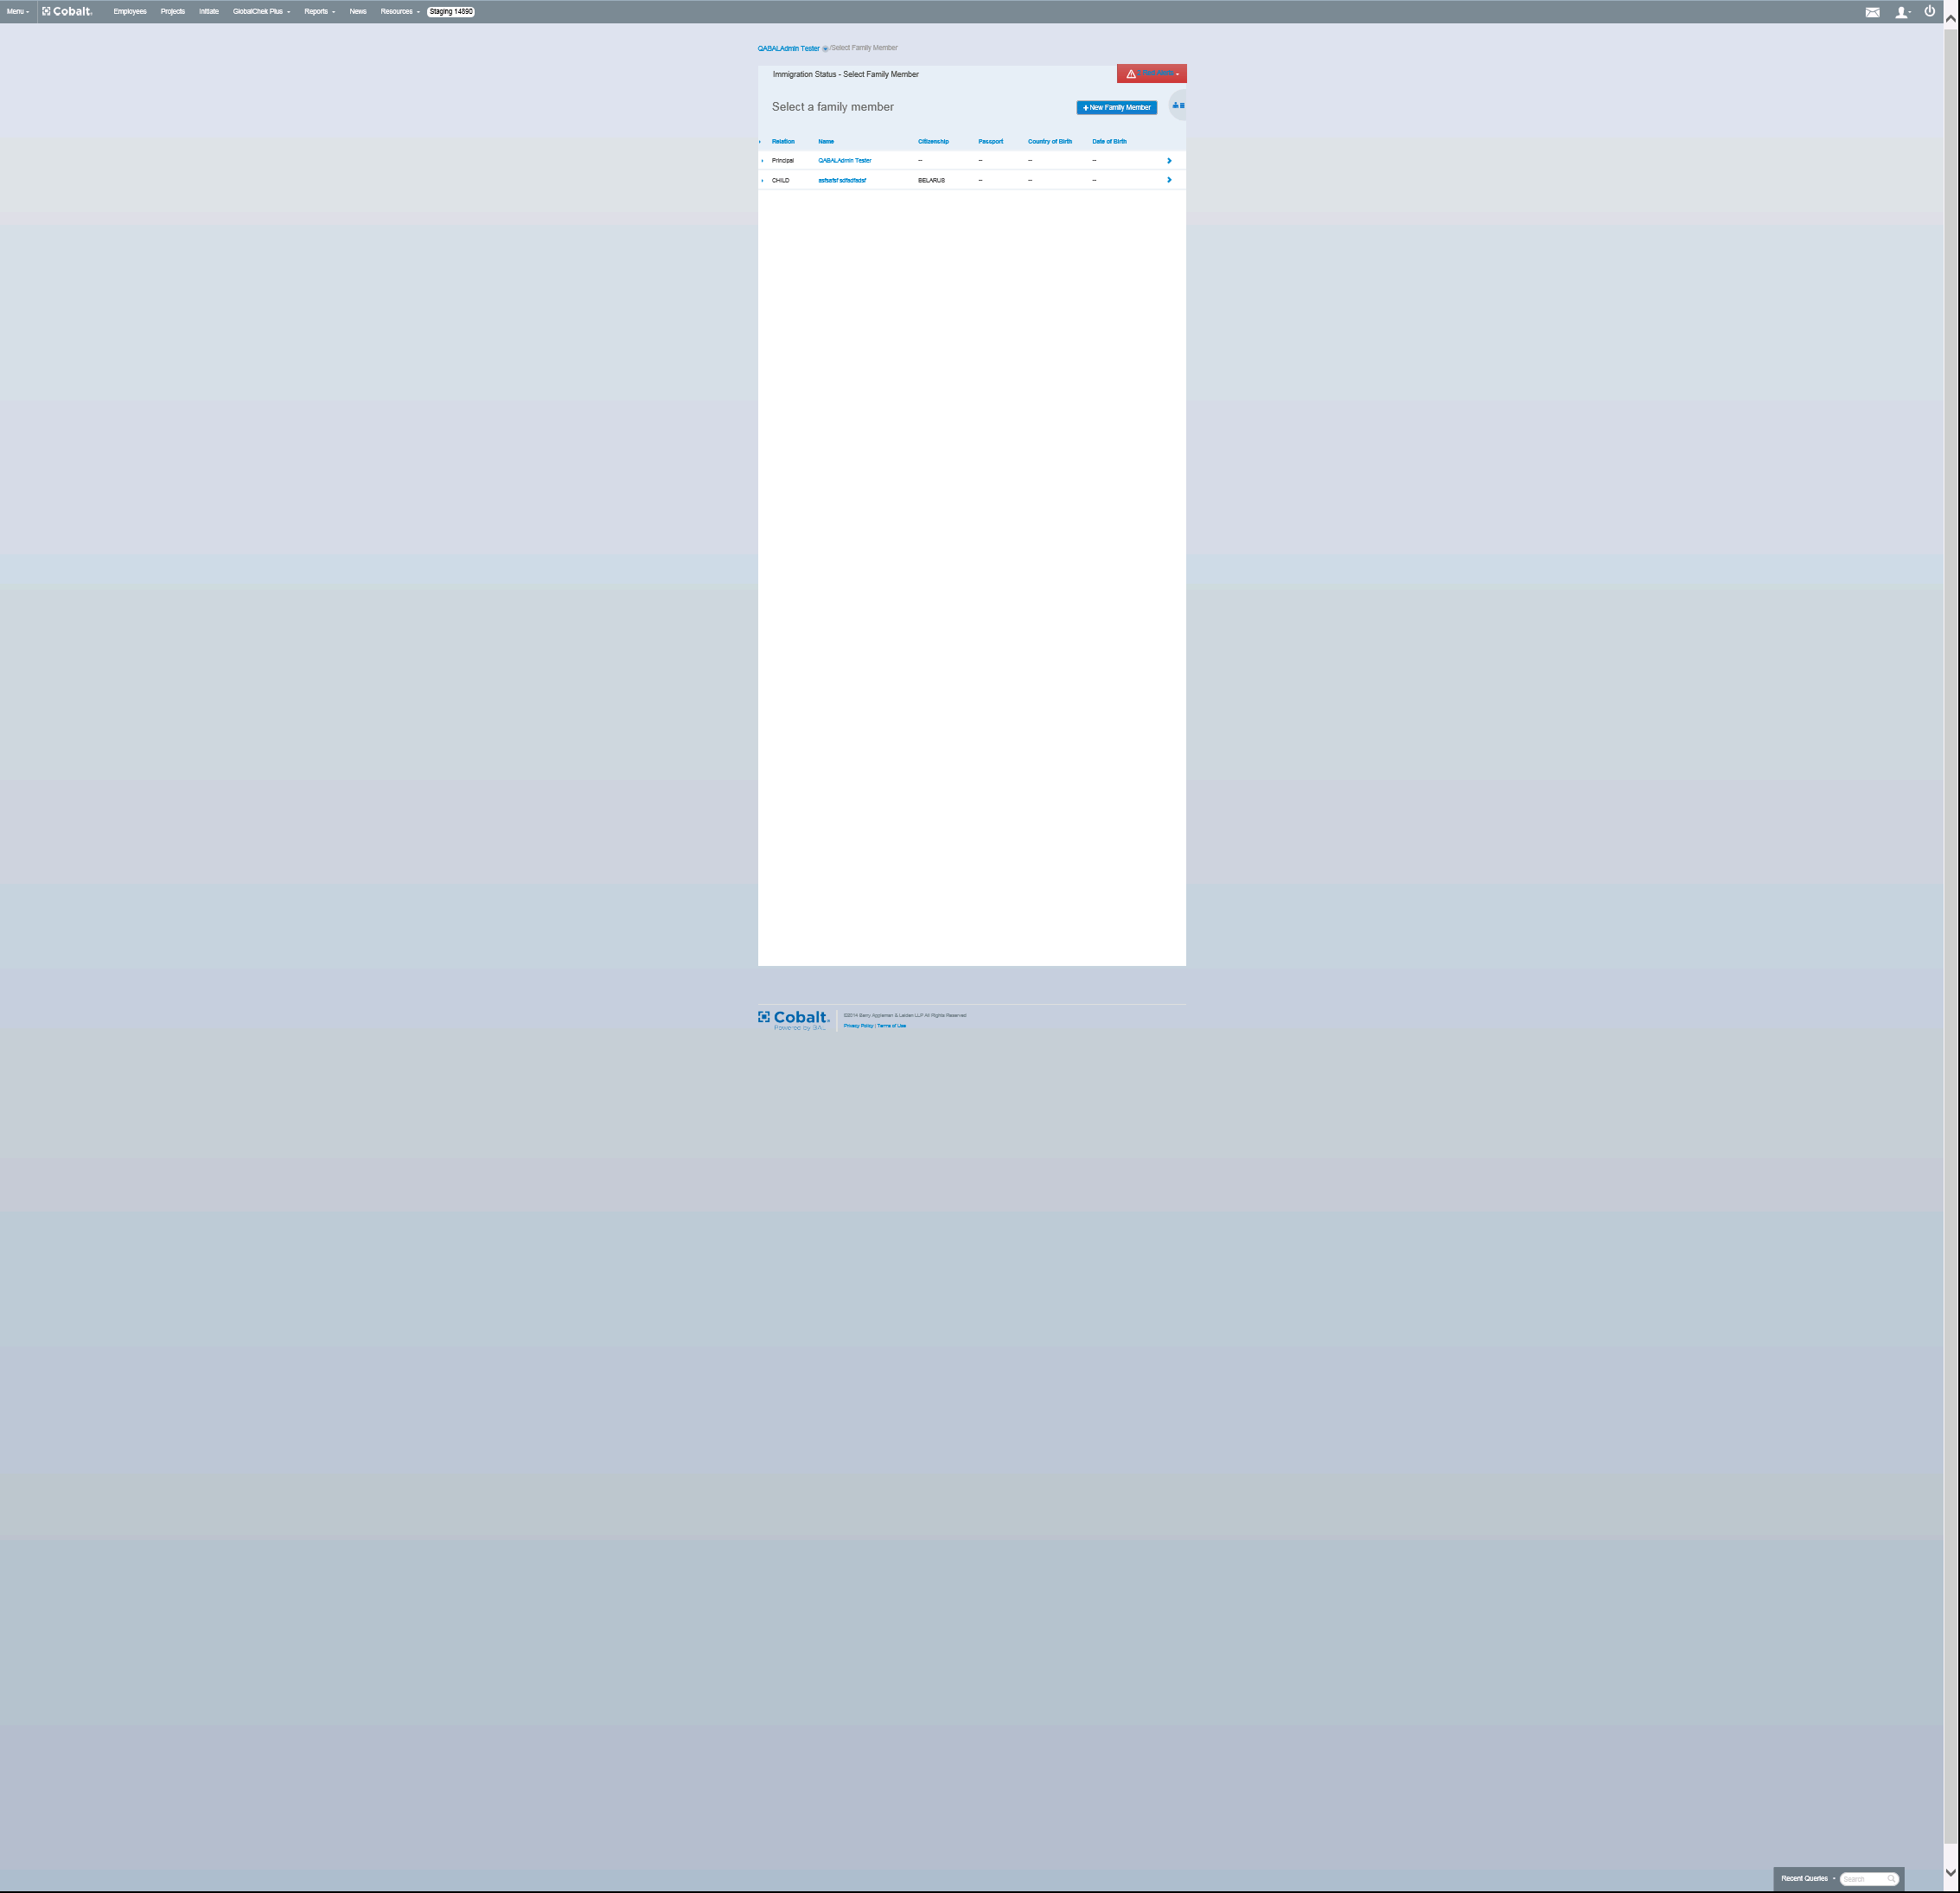 Menu Cobalt Employees Projects Initiate GlobalChek Plus Reports News Resources Staging 14890
QABALAdmin Tester /Select Family Member
Immigration Status - Select Family Member
Select a family member
+ New Family Member
Relation Name Citizenship Passport Country of Birth Date of Birth
Principal QABALAdmin Tester -- -- -- --
CHILD BELARUS -- -- --
Cobalt.
Powered by BAL
©2014 Barry Appleman & Leiden LLP All Rights Reserved
Privacy Policy | Terms of Use
Recent Queries Search